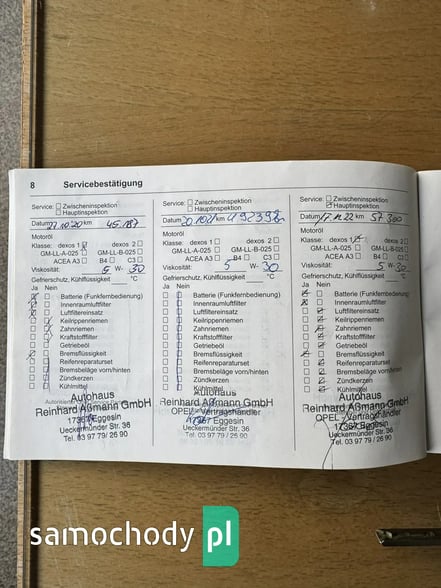 8 Servicebestätigung
Service: Zwischeninspektion
Hauptinspektion
Datum 27.10.20 km 45.187
Motoröl
Klasse: dexos 1 dexos 2
GM-LL-A-025 GM-LL-B-025
ACEA A3 B4 C3
Viskosität: 5 W- 30
Gefrierschutz, Kühlflüssigkeit °C
Ja Nein
Batterie (Funkfernbedienung)
Innenraumluftfilter
Luftfiltereinsatz
Keilrippenriemen
Zahnriemen
Kraftstofffilter
Getriebeöl
Bremsflüssigkeit
Reifenreparaturset
Bremsbeläge vorn/hinten
Zündkerzen
Kühlmittel
Autohaus
Reinhard Aßmann GmbH
17367 Eggesin
Ueckermünder Str. 36
Tel. 03 97 79 / 26 90
Service: Zwischeninspektion
Hauptinspektion
Datum km
Motoröl
Klasse: dexos 1 dexos 2
GM-LL-A-025 GM-LL-B-025
ACEA A3 B4 C3
Viskosität: 5 W- 30
Gefrierschutz, Kühlflüssigkeit °C
Ja Nein
Batterie (Funkfernbedienung)
Innenraumluftfilter
Luftfiltereinsatz
Keilrippenriemen
Zahnriemen
Kraftstofffilter
Getriebeöl
Bremsflüssigkeit
Reifenreparaturset
Bremsbeläge vorn/hinten
Zündkerzen
Kühlmittel
Autohaus
Reinhard Aßmann GmbH
OPEL - Vertragshändler
17367 Eggesin
Ueckermünder Str. 36
Tel. 03 97 79 / 26 90
Service: Zwischeninspektion
Hauptinspektion
Datum 17.11.22 km 57 300
Motoröl
Klasse: dexos 1 dexos 2
GM-LL-A-025 GM-LL-B-025
ACEA A3 B4 C3
Viskosität: 5 W- 30
Gefrierschutz, Kühlflüssigkeit °C
Ja Nein
Batterie (Funkfernbedienung)
Innenraumluftfilter
Luftfiltereinsatz
Keilrippenriemen
Zahnriemen
Kraftstofffilter
Getriebeöl
Bremsflüssigkeit
Reifenreparaturset
Bremsbeläge vorn/hinten
Zündkerzen
Kühlmittel
Autohaus
Reinhard Aßmann GmbH
OPEL - Vertragshändler
17367 Eggesin
Ueckermünder Str. 36
Tel. 03 97 79 / 26 90
samochody pl